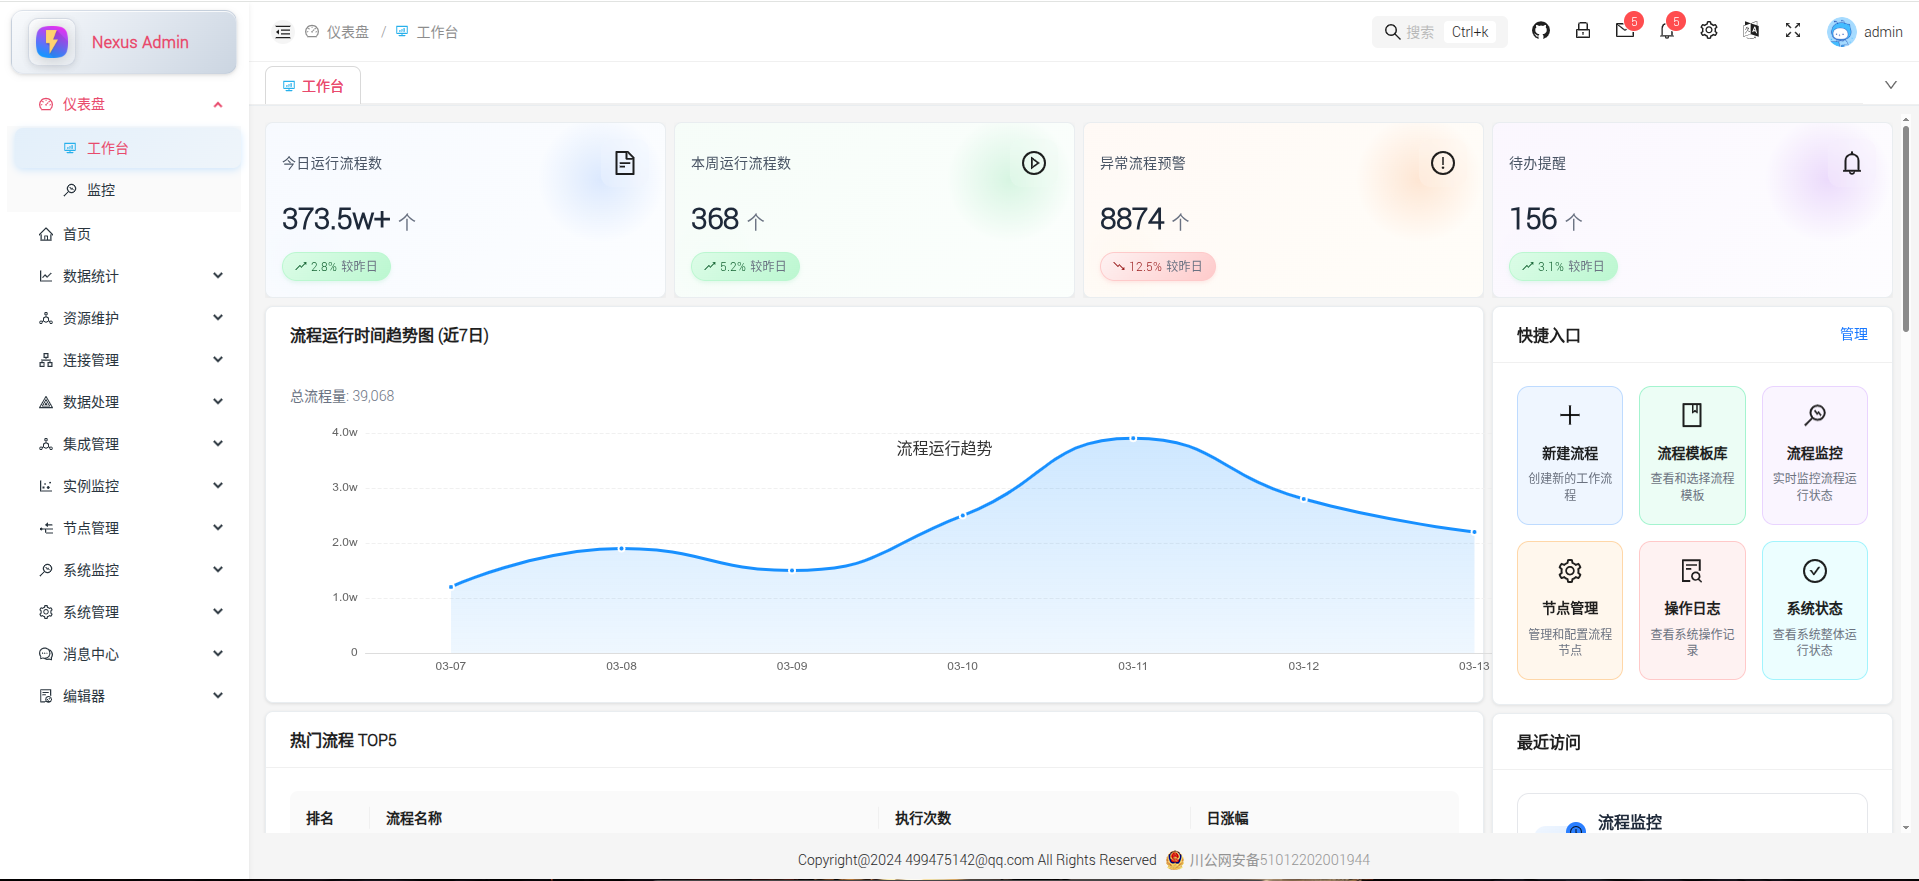 Nexus Admin
仪表盘
工作台
监控
首页
数据统计
资源维护
连接管理
数据处理
集成管理
实例监控
节点管理
系统监控
系统管理
消息中心
编辑器
仪表盘 / 工作台
搜索 Ctrl+k
5
5
admin
工作台
今日运行流程数
373.5w+ 个
2.8% 较昨日
本周运行流程数
368 个
5.2% 较昨日
异常流程预警
8874 个
12.5% 较昨日
待办提醒
156 个
3.1% 较昨日
流程运行时间趋势图 (近7日)
总流程量: 39,068
流程运行趋势
4.0w
3.0w
2.0w
1.0w
0
03-07 03-08 03-09 03-10 03-11 03-12 03-13
快捷入口 管理
新建流程
创建新的工作流
程
流程模板库
查看和选择流程
模板
流程监控
实时监控流程运
行状态
节点管理
管理和配置流程
节点
操作日志
查看系统操作记
录
系统状态
查看系统整体运
行状态
热门流程 TOP5
排名 流程名称 执行次数 日涨幅
最近访问
流程监控
Copyright@2024 499475142@qq.com All Rights Reserved 川公网安备51012202001944